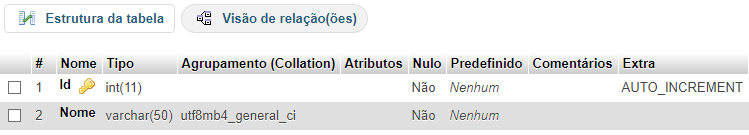 Estrutura da tabela Visão de relação(ões)
# Nome Tipo Agrupamento (Collation) Atributos Nulo Predefinido Comentários Extra
1 Id int(11) Não Nenhum AUTO_INCREMENT
2 Nome varchar(50) utf8mb4_general_ci Não Nenhum